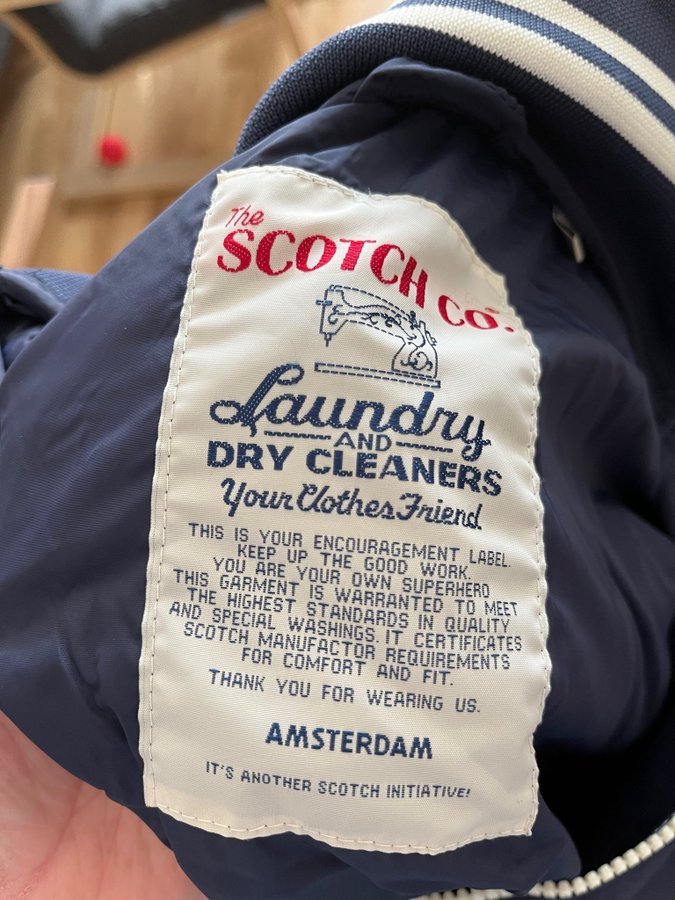 The
SCOTCH CO.
Laundry
AND
DRY CLEANERS
Your Clothes Friend
THIS IS YOUR ENCOURAGEMENT LABEL.
KEEP UP THE GOOD WORK.
YOU ARE YOUR OWN SUPERHERO
THIS GARMENT IS WARRANTED TO MEET
THE HIGHEST STANDARDS IN QUALITY
AND SPECIAL WASHINGS. IT CERTIFICATES
SCOTCH MANUFACTOR REQUIREMENTS
FOR COMFORT AND FIT.
THANK YOU FOR WEARING US.
AMSTERDAM
IT'S ANOTHER SCOTCH INITIATIVE!